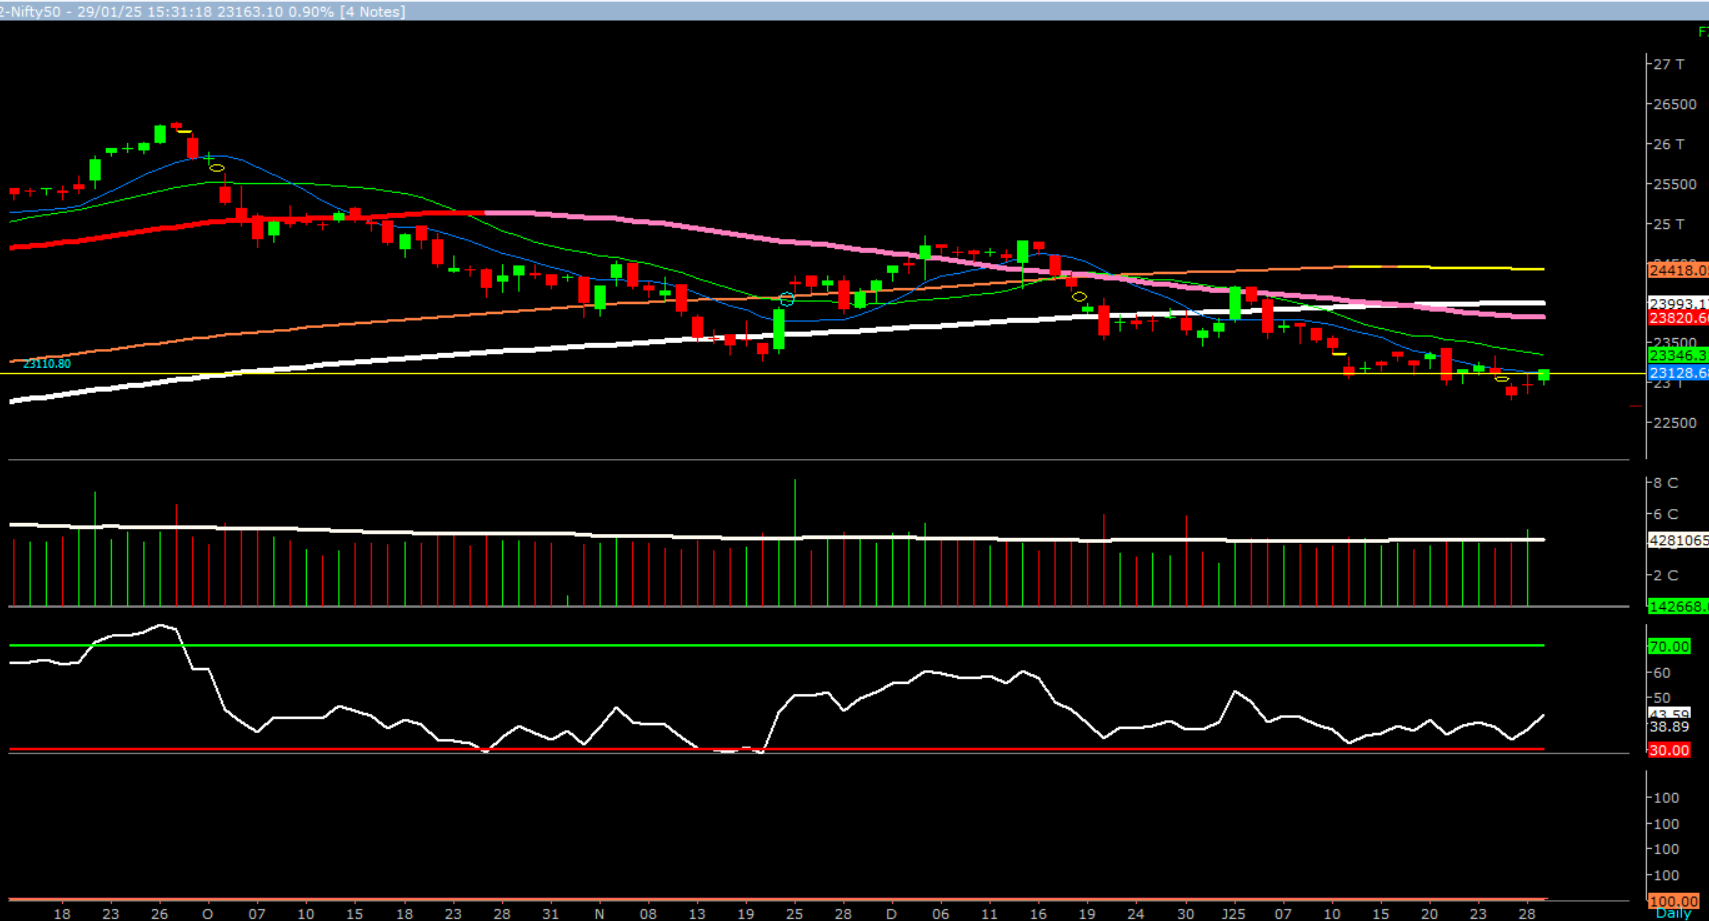 2-Nifty50 - 29/01/25 15:31:18 23163.10 0.90% [4 Notes]
27 T
26500
26 T
25500
25 T
24418.0
23993.1
23820.6
23500
23346.3
23110.80
23128.6
23 T
22500
8 C
6 C
4281065
2 C
142668.
70.00
60
50
43.59
38.89
30.00
100
100
100
100
100.00
18 23 26 O 07 10 15 18 23 28 31 N 08 13 19 25 28 D 06 11 16 19 24 30 J25 07 10 15 20 23 28 Daily